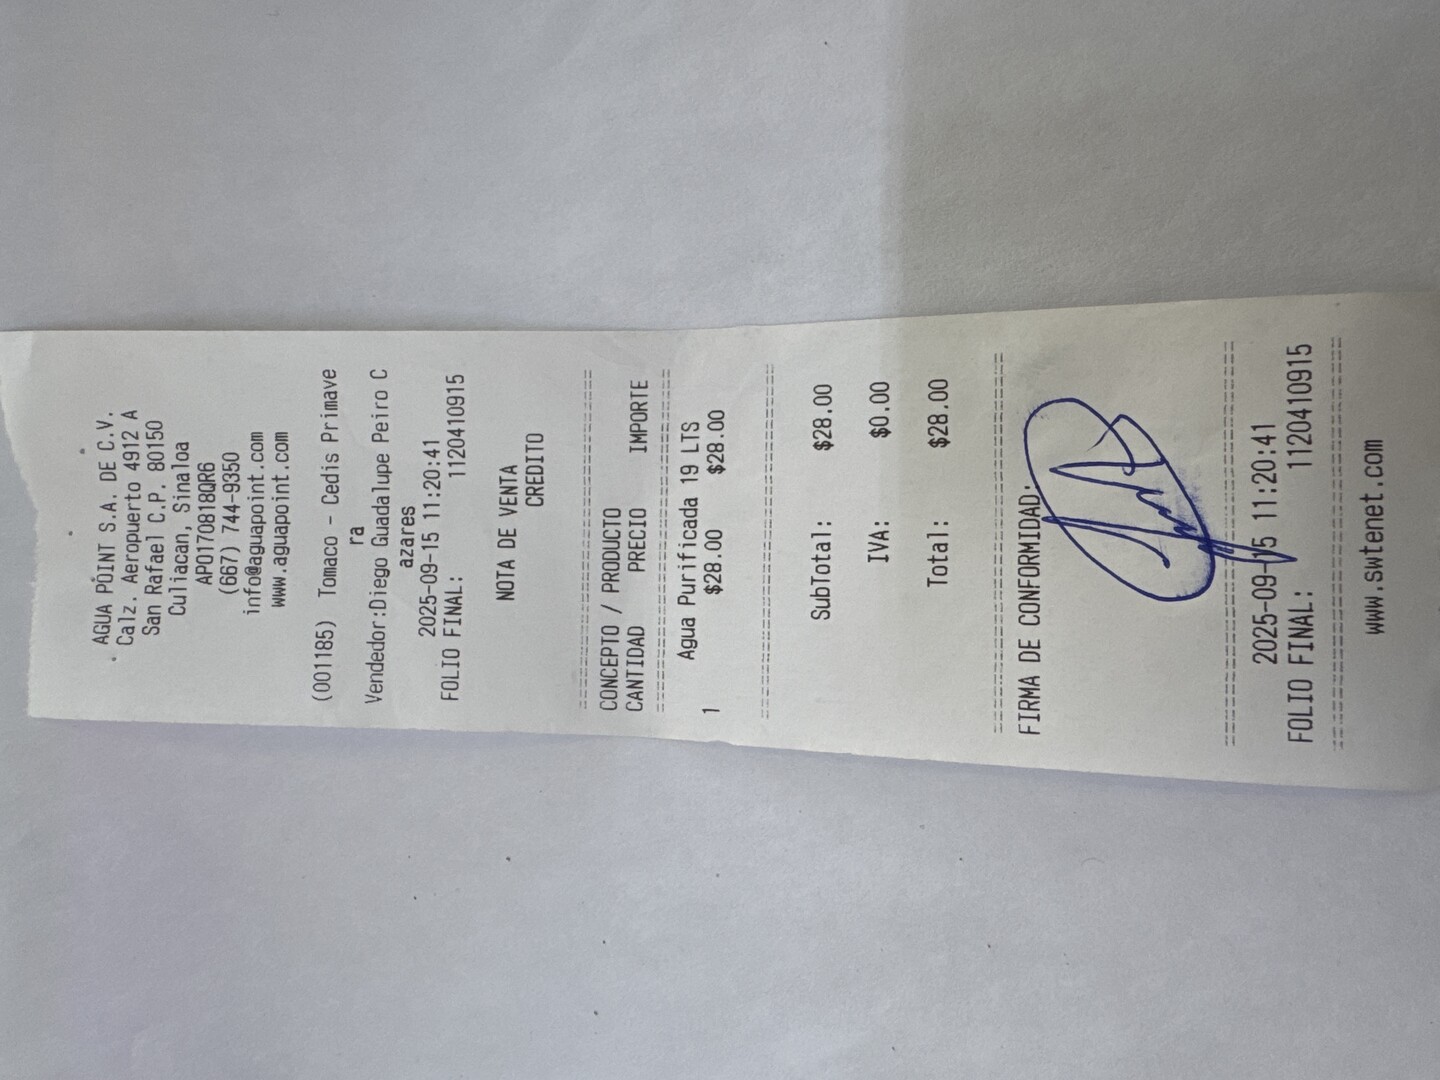 AGUA POINT S.A. DE C.V.
Calz. Aeropuerto 4912 A
San Rafael C.P. 80150
Culiacan, Sinaloa
APO170818QR6
(667) 744-9350
info@aguapoint.com
www.aguapoint.com
(001185) Tomaco - Cedis Primave
ra
Vendedor:Diego Guadalupe Peiro C
azares
2025-09-15 11:20:41
FOLIO FINAL: 1120410915
NOTA DE VENTA
CREDITO
CONCEPTO / PRODUCTO
CANTIDAD PRECIO IMPORTE
Agua Purificada 19 LTS
1 $28.00 $28.00
SubTotal: $28.00
IVA: $0.00
Total: $28.00
FIRMA DE CONFORMIDAD:
2025-09-15 11:20:41
FOLIO FINAL: 1120410915
www.swtenet.com